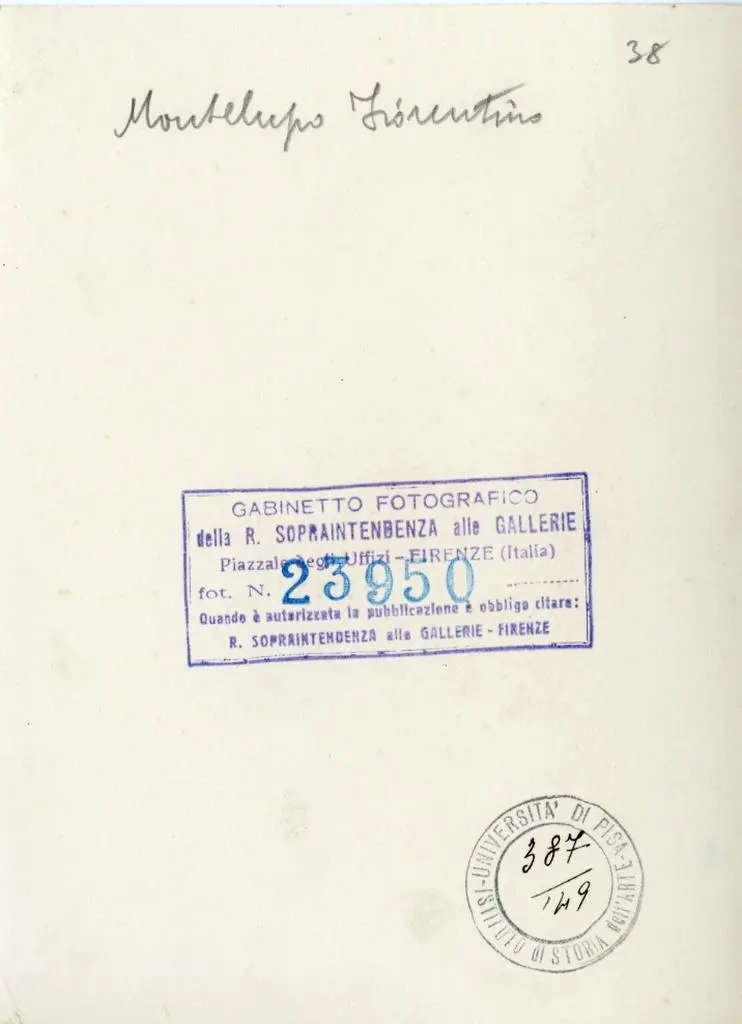 38
Montelupo Fiorentino
GABINETTO FOTOGRAFICO
della R. SOPRAINTENDENZA alle GALLERIE
Piazzale degli Uffizi - FIRENZE (Italia)
fot. N. 23950
Quando è autorizzata la pubblicazione è obbligo citare:
R. SOPRAINTENDENZA alle GALLERIE - FIRENZE
UNIVERSITA' DI PISA - ISTITUTO DI STORIA dell'ARTE
387
149